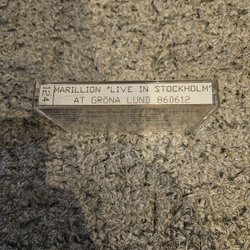 124
MARILLION "LIVE IN STOCKHOLM"
AT GRÖNA LUND 860612